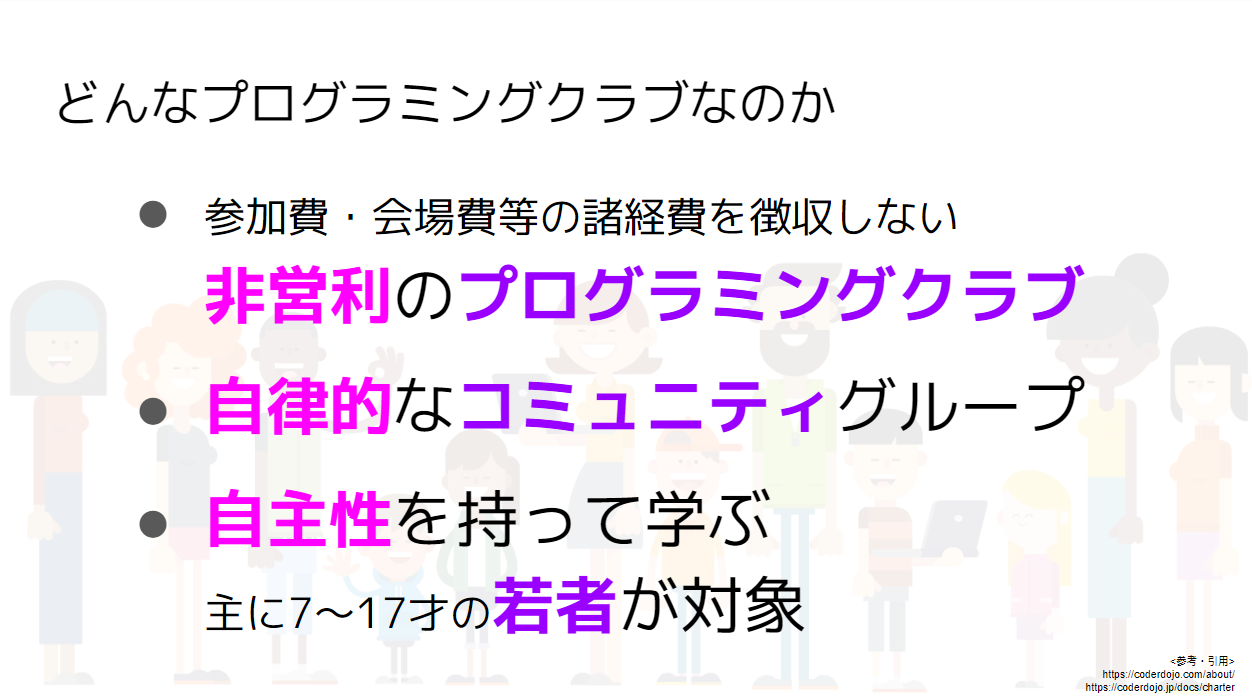 どんなプログラミングクラブなのか
● 参加費・会場費等の諸経費を徴収しない
非営利のプログラミングクラブ
● 自律的なコミュニティグループ
● 自主性を持って学ぶ
主に7〜17才の若者が対象
<参考・引用>
https://coderdojo.com/about/
https://coderdojo.jp/docs/charter